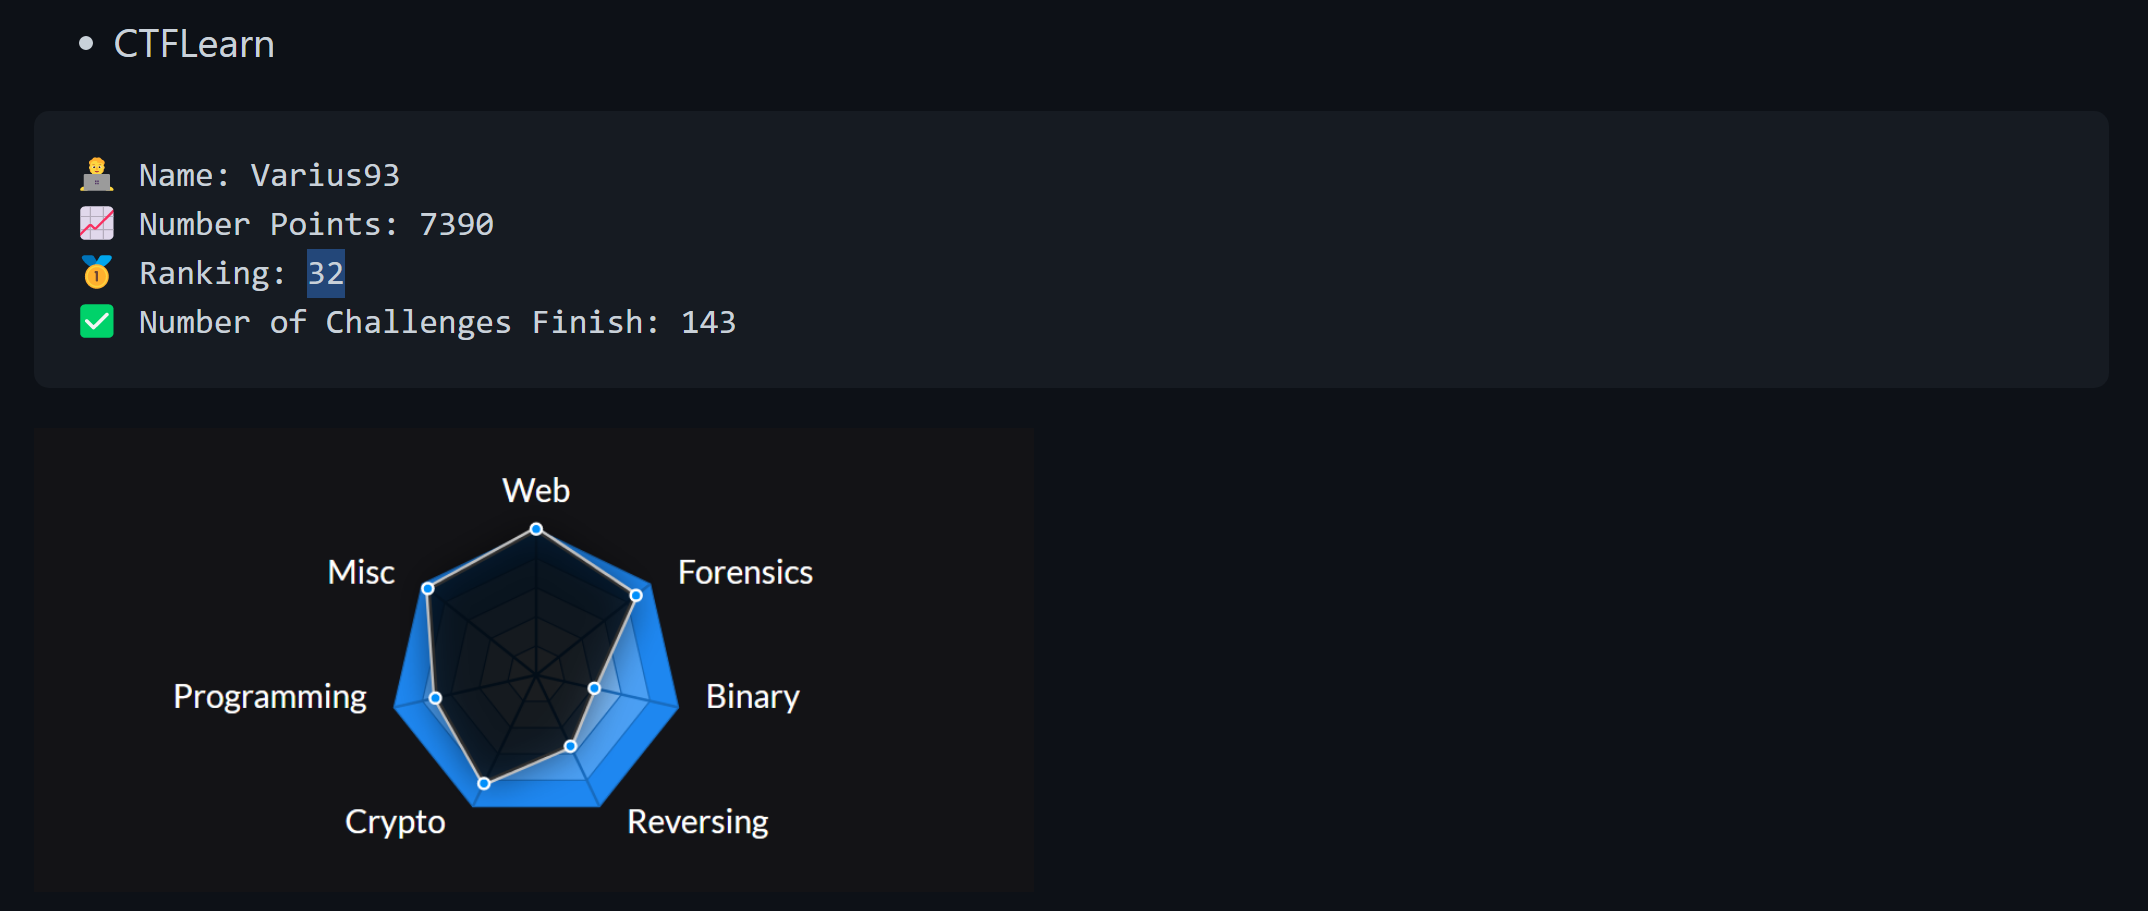 CTFLearn
Name: Varius93
Number Points: 7390
Ranking: 32
Number of Challenges Finish: 143
Web
Misc
Forensics
Programming
Binary
Crypto
Reversing